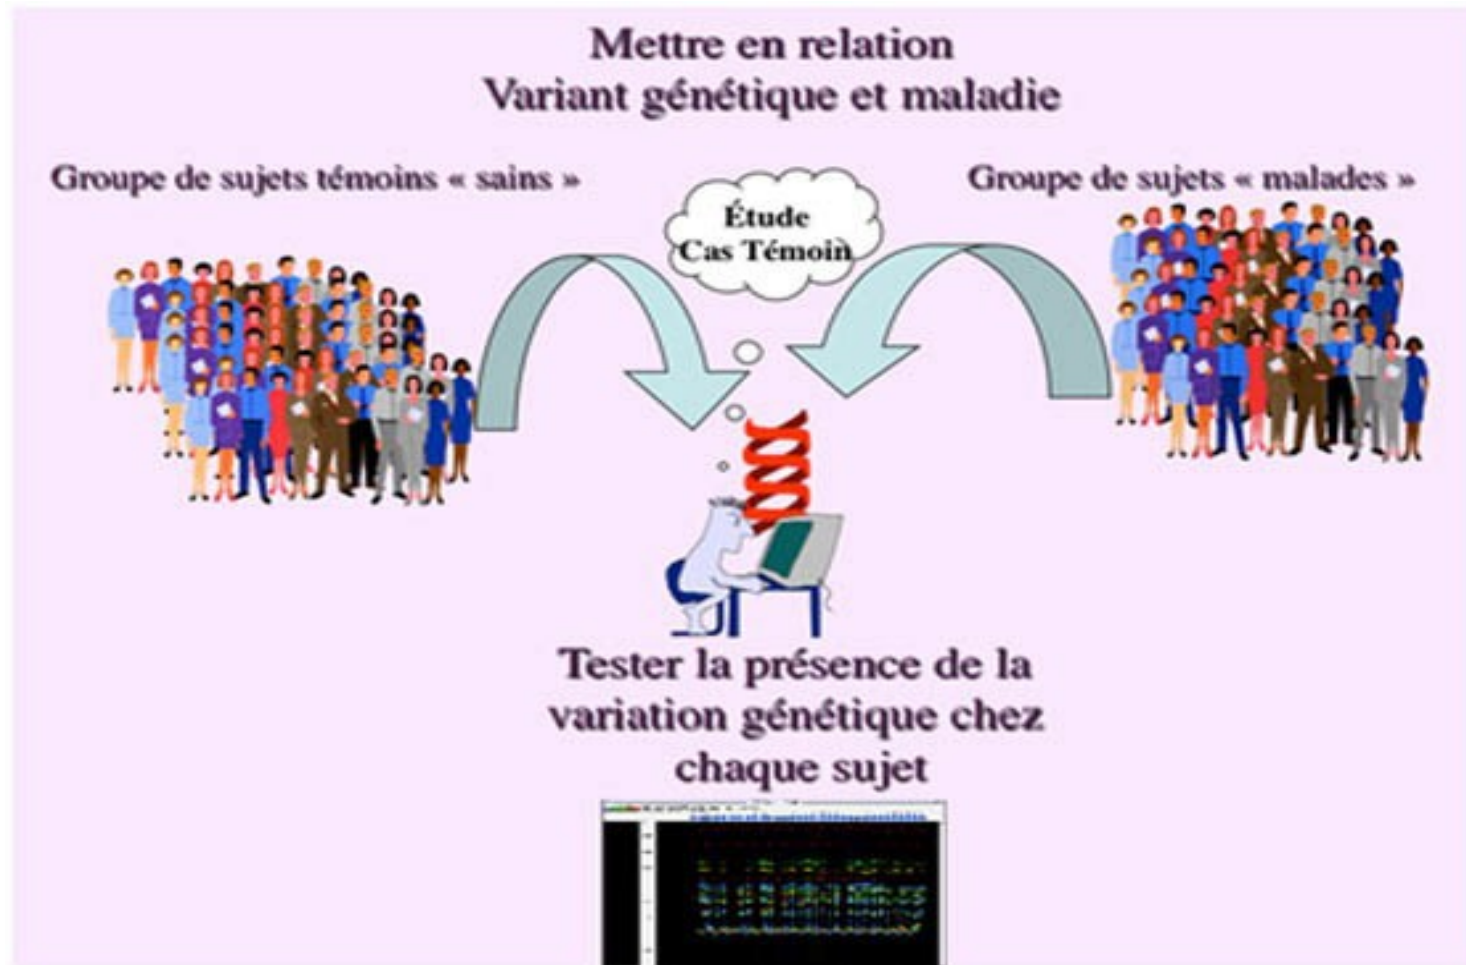 Mettre en relation
Variant génétique et maladie
Groupe de sujets témoins « sains »
Groupe de sujets « malades »
Étude
Cas Témoin
Tester la présence de la
variation génétique chez
chaque sujet